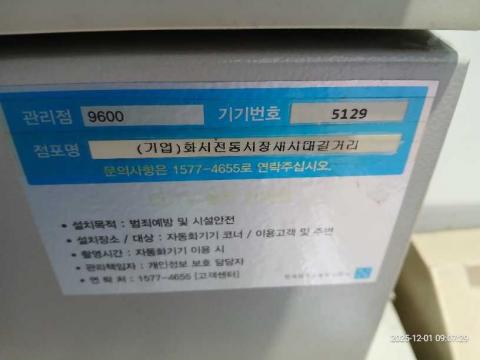 관리점 9600 기기번호 5129
점포명 (기업)화서전통시장새시대길거리
문의사항은 1577-4655로 연락주십시오.
• 설치목적 : 범죄예방 및 시설안전
• 설치장소 / 대상 : 자동화기기 코너 / 이용고객 및 주변
• 촬영시간 : 자동화기기 이용 시
• 관리책임자 : 개인정보 보호 담당자
• 연 락 처 : 1577-4655 [고객센터]
2025-12-01 09:07:29